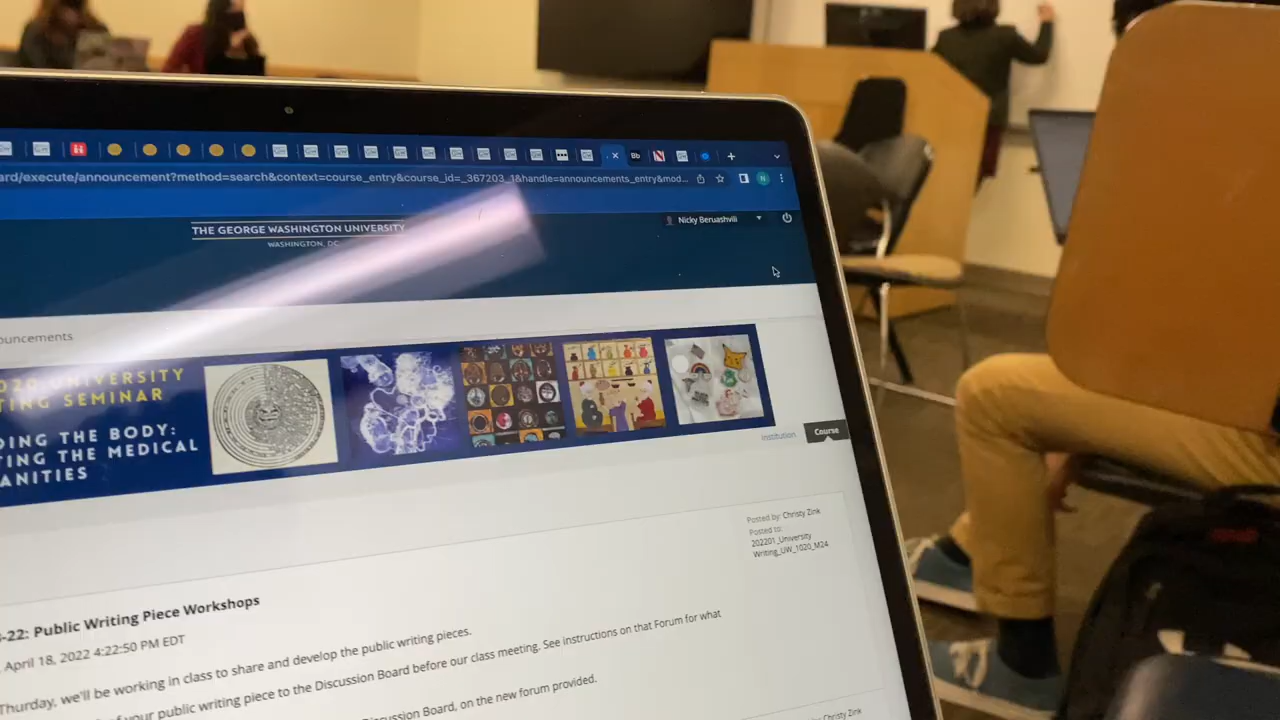 ard/execute/announcement?method=search&context=course_entry&course_id=_367203_1&handle=announcements_entry&mod...
Bb
N
THE GEORGE WASHINGTON UNIVERSITY
WASHINGTON, DC
Nicky Beruashvili
ouncements
020 UNIVERSITY
TING SEMINAR
DING THE BODY:
TING THE MEDICAL
ANITIES
Institution
Course
Posted by: Christy Zink
Posted to:
202201_University
Writing_UW_1020_M24
-22: Public Writing Piece Workshops
April 18, 2022 4:22:50 PM EDT
Thursday, we'll be working in class to share and develop the public writing pieces.
of your public writing piece to the Discussion Board before our class meeting. See instructions on that Forum for what
Discussion Board, on the new forum provided.
Christy Zink